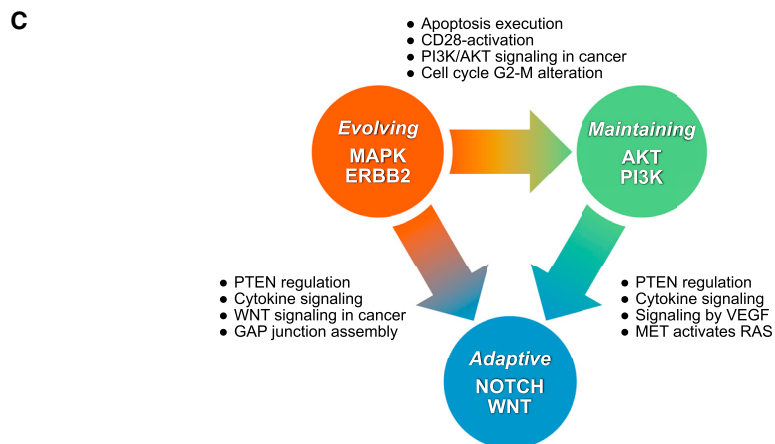 C
● Apoptosis execution
● CD28-activation
● PI3K/AKT signaling in cancer
● Cell cycle G2-M alteration
Evolving
MAPK
ERBB2
Maintaining
AKT
PI3K
● PTEN regulation
● Cytokine signaling
● WNT signaling in cancer
● GAP junction assembly
● PTEN regulation
● Cytokine signaling
● Signaling by VEGF
● MET activates RAS
Adaptive
NOTCH
WNT